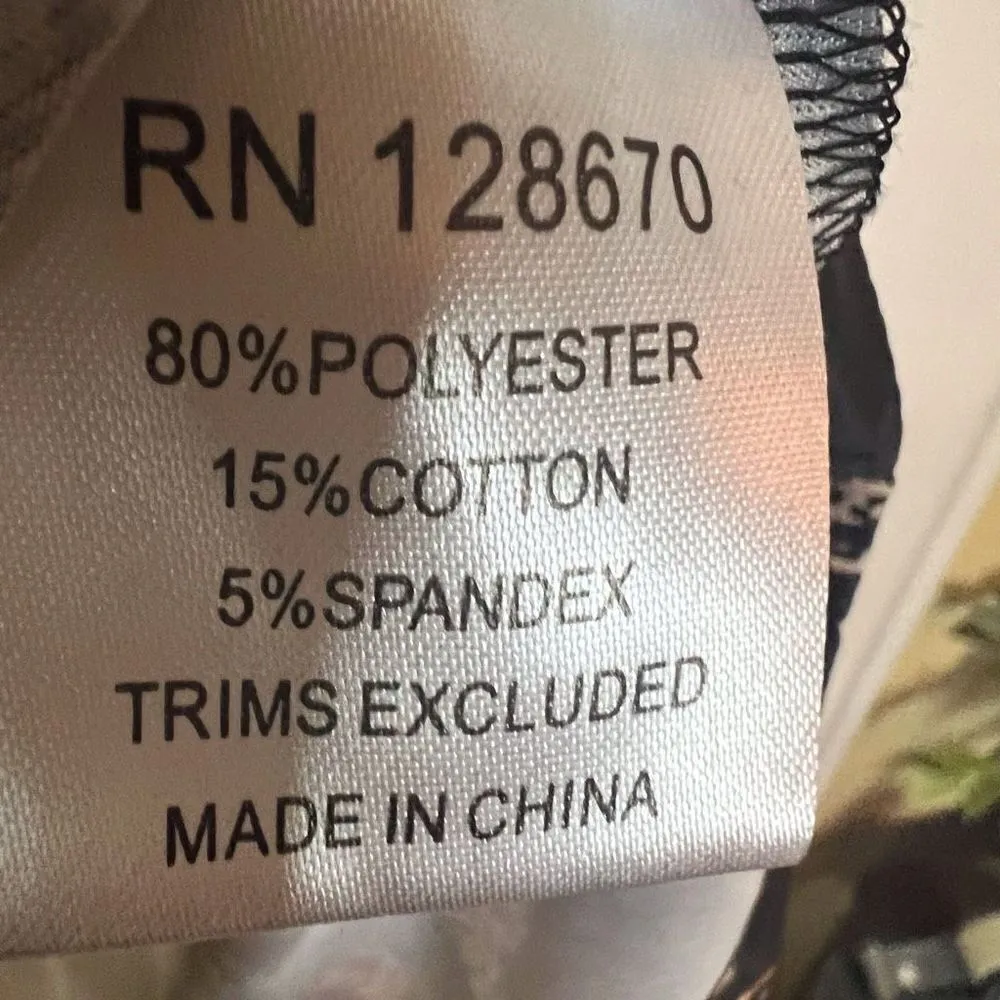 RN 128670
80%POLYESTER
15%COTTON
5%SPANDEX
TRIMS EXCLUDED
MADE IN CHINA